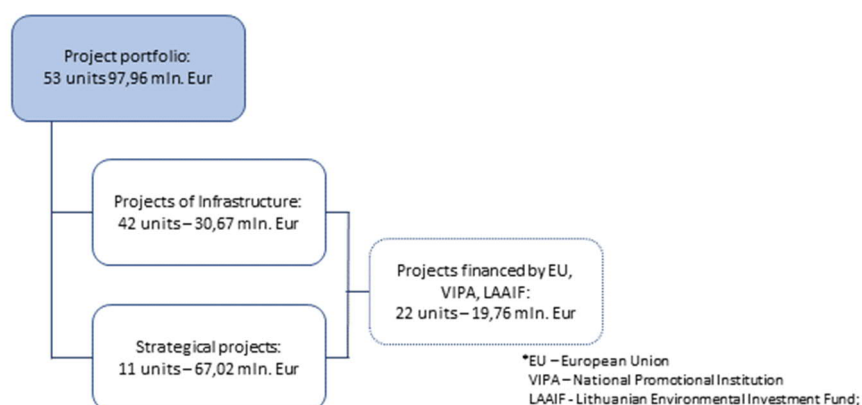 Project portfolio:
53 units 97,96 mln. Eur
Projects of Infrastructure:
42 units – 30,67 mln. Eur
Projects financed by EU,
VIPA, LAAIF:
22 units – 19,76 mln. Eur
Strategical projects:
11 units – 67,02 mln. Eur
*EU – European Union
VIPA – National Promotional Institution
LAAIF - Lithuanian Environmental Investment Fund;